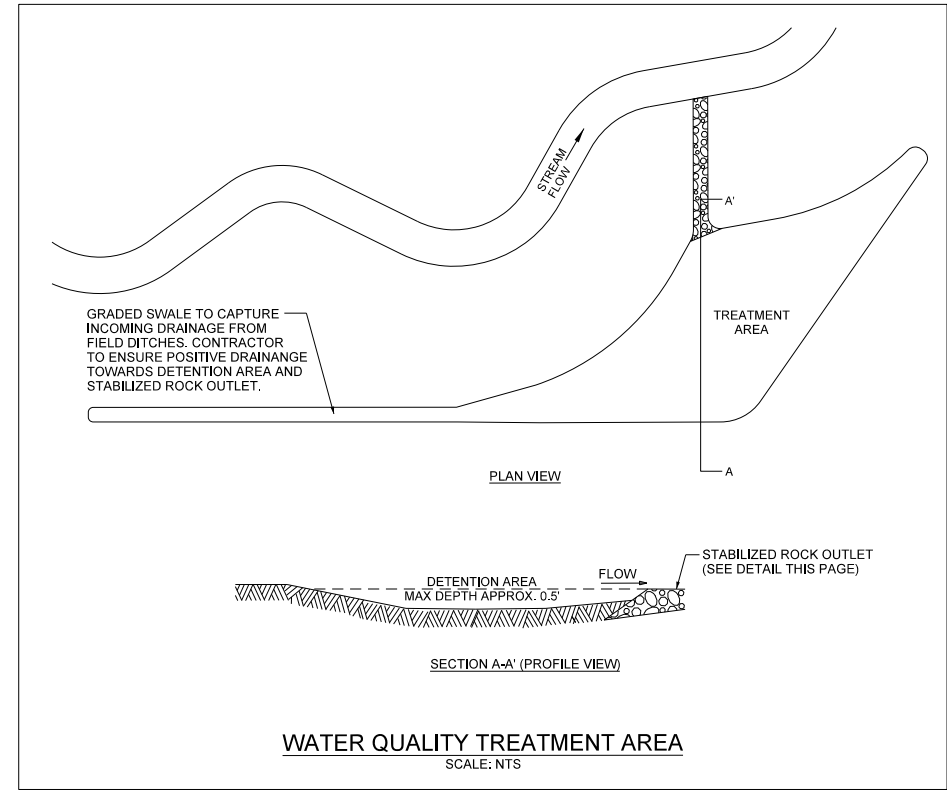 STREAM
FLOW
A'
GRADED SWALE TO CAPTURE
INCOMING DRAINAGE FROM
FIELD DITCHES. CONTRACTOR
TO ENSURE POSITIVE DRAINANGE
TOWARDS DETENTION AREA AND
STABILIZED ROCK OUTLET.
TREATMENT
AREA
A
PLAN VIEW
STABILIZED ROCK OUTLET
(SEE DETAIL THIS PAGE)
FLOW
DETENTION AREA
MAX DEPTH APPROX. 0.5'
SECTION A-A' (PROFILE VIEW)
WATER QUALITY TREATMENT AREA
SCALE: NTS